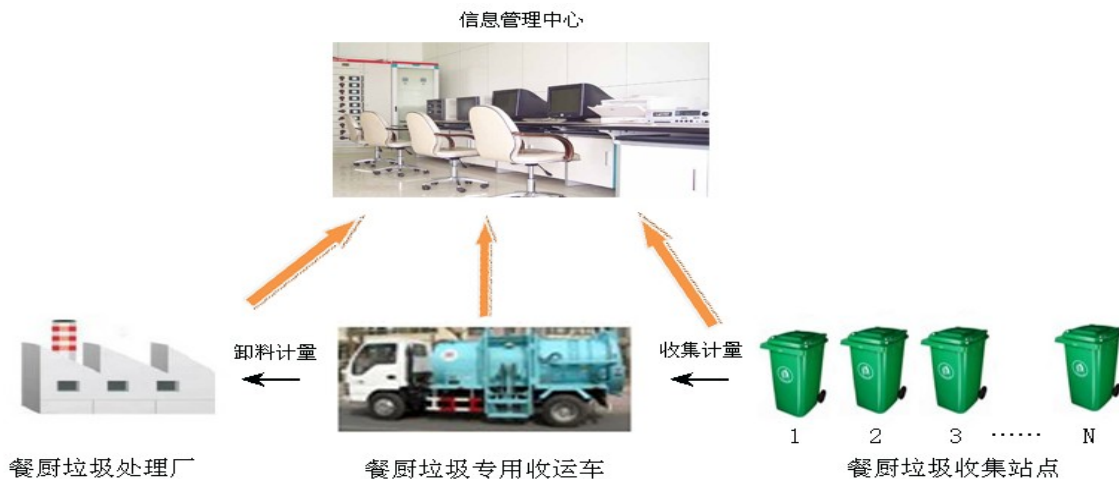 信息管理中心
卸料计量
收集计量
1 2 3 …… N
餐厨垃圾处理厂
餐厨垃圾专用收运车
餐厨垃圾收集站点